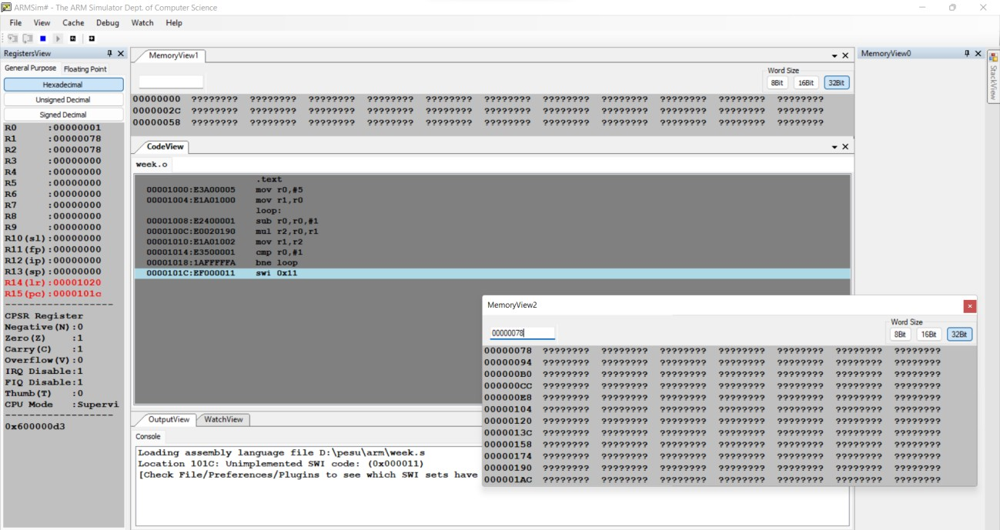 ARMSim# - The ARM Simulator Dept. of Computer Science
File View Cache Debug Watch Help
RegistersView
General Purpose Floating Point
Hexadecimal
Unsigned Decimal
Signed Decimal
R0 :00000001
R1 :00000078
R2 :00000078
R3 :00000000
R4 :00000000
R5 :00000000
R6 :00000000
R7 :00000000
R8 :00000000
R9 :00000000
R10(sl):00000000
R11(fp):00000000
R12(ip):00000000
R13(sp):00000000
R14(lr):00001020
R15(pc):0000101c
-------------------
CPSR Register
Negative(N):0
Zero(Z) :1
Carry(C) :1
Overflow(V):0
IRQ Disable:1
FIQ Disable:1
Thumb(T) :0
CPU Mode :Supervi
-------------------
0x600000d3
MemoryView1
Word Size
8Bit 16Bit 32Bit
00000000 ???????? ???????? ???????? ???????? ???????? ???????? ???????? ???????? ???????? ???????? ????????
0000002C ???????? ???????? ???????? ???????? ???????? ???????? ???????? ???????? ???????? ???????? ????????
00000058 ???????? ???????? ???????? ???????? ???????? ???????? ???????? ???????? ???????? ???????? ????????
CodeView
week.o
.text
00001000:E3A00005 mov r0,#5
00001004:E1A01000 mov r1,r0
loop:
00001008:E2400001 sub r0,r0,#1
0000100C:E0020190 mul r2,r0,r1
00001010:E1A01002 mov r1,r2
00001014:E3500001 cmp r0,#1
00001018:1AFFFFFA bne loop
0000101C:EF000011 swi 0x11
OutputView WatchView
Console
Loading assembly language file D:\pesu\arm\week.s
Location 101C: Unimplemented SWI code: (0x000011)
[Check File/Preferences/Plugins to see which SWI sets have
MemoryView2
Word Size
00000078
8Bit 16Bit 32Bit
00000078 ???????? ???????? ???????? ???????? ???????? ???????? ????????
00000094 ???????? ???????? ???????? ???????? ???????? ???????? ????????
000000B0 ???????? ???????? ???????? ???????? ???????? ???????? ????????
000000CC ???????? ???????? ???????? ???????? ???????? ???????? ????????
000000E8 ???????? ???????? ???????? ???????? ???????? ???????? ????????
00000104 ???????? ???????? ???????? ???????? ???????? ???????? ????????
00000120 ???????? ???????? ???????? ???????? ???????? ???????? ????????
0000013C ???????? ???????? ???????? ???????? ???????? ???????? ????????
00000158 ???????? ???????? ???????? ???????? ???????? ???????? ????????
00000174 ???????? ???????? ???????? ???????? ???????? ???????? ????????
00000190 ???????? ???????? ???????? ???????? ???????? ???????? ????????
000001AC ???????? ???????? ???????? ???????? ???????? ???????? ????????
MemoryView0
StackView